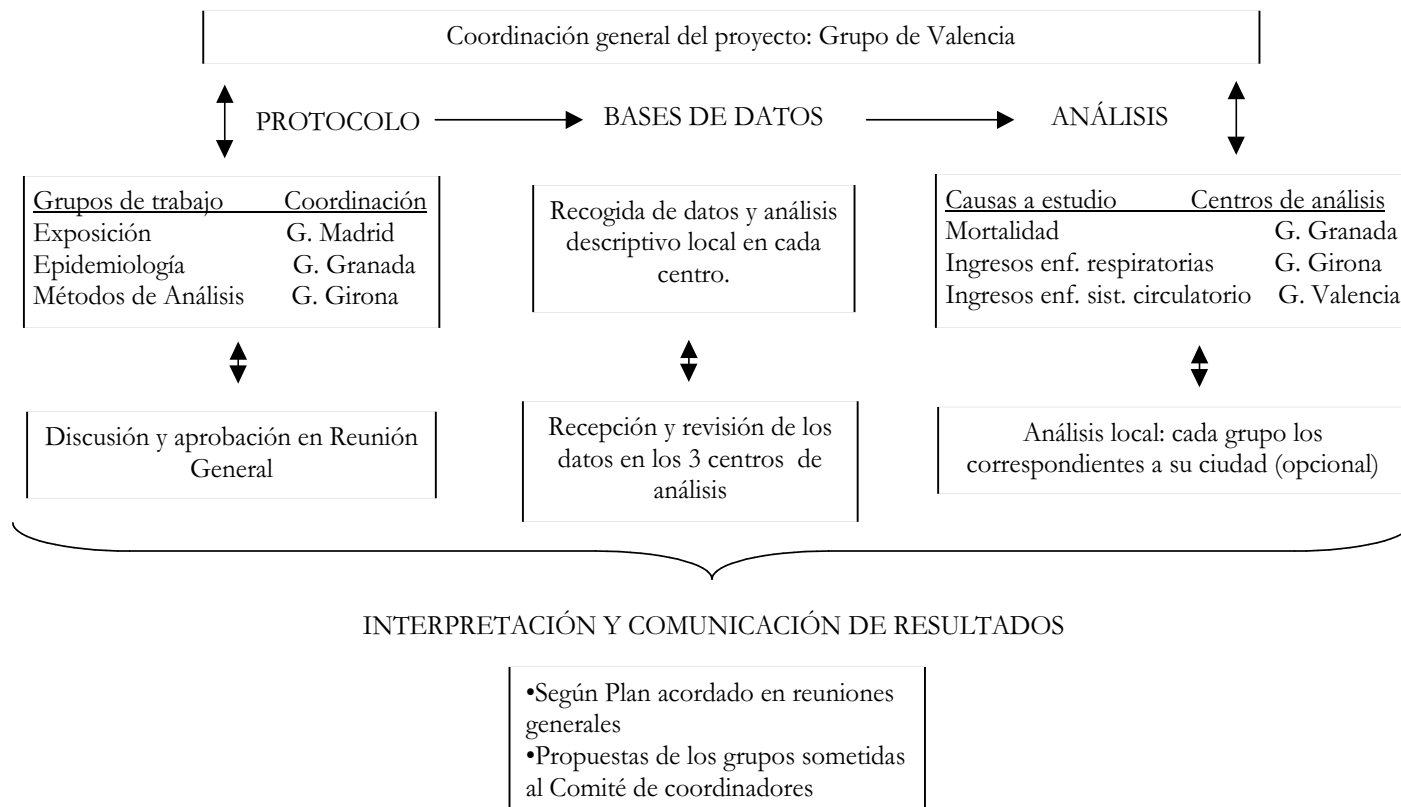 Coordinación general del proyecto: Grupo de Valencia
PROTOCOLO
BASES DE DATOS
ANÁLISIS
Grupos de trabajo Coordinación
Exposición G. Madrid
Epidemiología G. Granada
Métodos de Análisis G. Girona
Recogida de datos y análisis
descriptivo local en cada
centro.
Causas a estudio Centros de análisis
Mortalidad G. Granada
Ingresos enf. respiratorias G. Girona
Ingresos enf. sist. circulatorio G. Valencia
Discusión y aprobación en Reunión
General
Recepción y revisión de los
datos en los 3 centros de
análisis
Análisis local: cada grupo los
correspondientes a su ciudad (opcional)
INTERPRETACIÓN Y COMUNICACIÓN DE RESULTADOS
•Según Plan acordado en reuniones
generales
•Propuestas de los grupos sometidas
al Comité de coordinadores